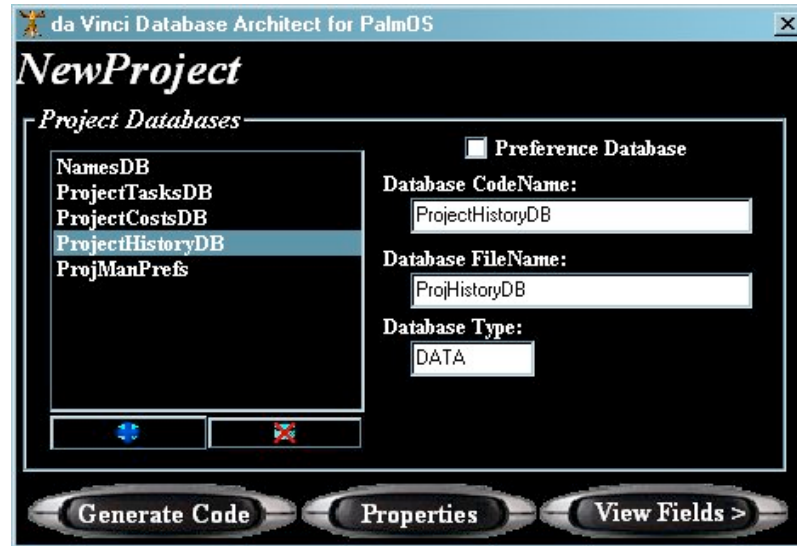 da Vinci Database Architect for PalmOS
NewProject
Project Databases
NamesDB
ProjectTasksDB
ProjectCostsDB
ProjectHistoryDB
ProjManPrefs
Preference Database
Database CodeName:
ProjectHistoryDB
Database FileName:
ProjHistoryDB
Database Type:
DATA
Generate Code
Properties
View Fields >